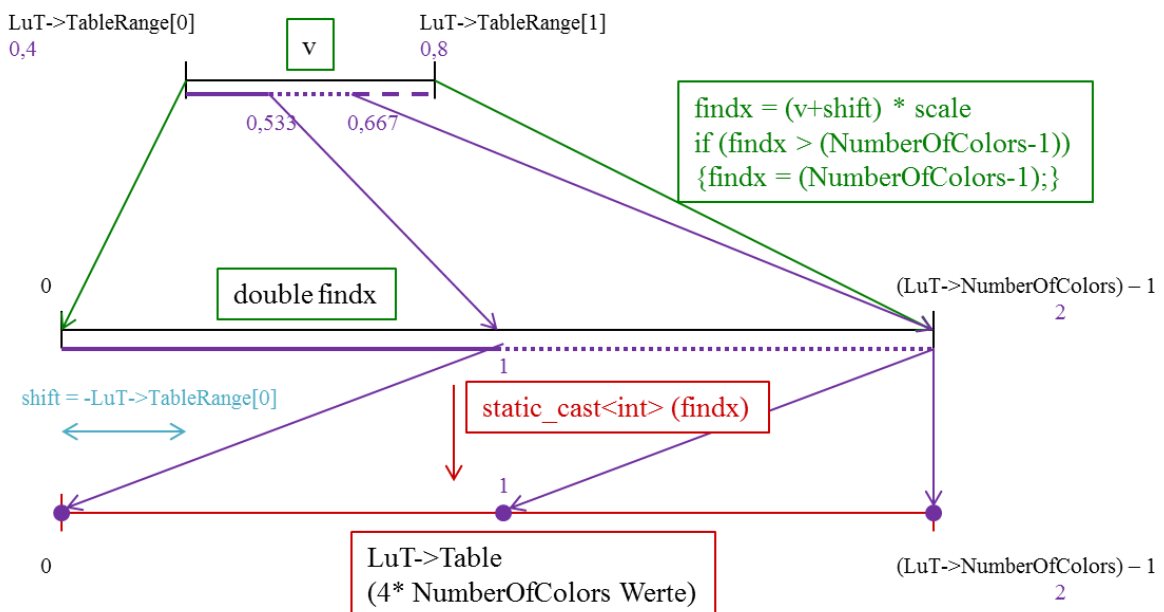 LuT->TableRange[0]
0,4
v
LuT->TableRange[1]
0,8
0,533
0,667
findx = (v+shift) * scale
if (findx > (NumberOfColors-1))
{findx = (NumberOfColors-1);}
0
double findx
(LuT->NumberOfColors) – 1
2
1
shift = -LuT->TableRange[0]
static_cast<int> (findx)
1
0
LuT->Table
(4* NumberOfColors Werte)
(LuT->NumberOfColors) – 1
2